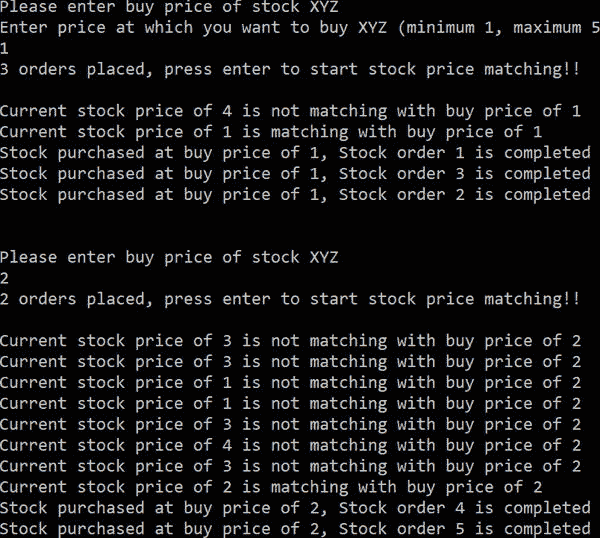 Please enter buy price of stock XYZ
Enter price at which you want to buy XYZ (minimum 1, maximum 5
1
3 orders placed, press enter to start stock price matching!!
Current stock price of 4 is not matching with buy price of 1
Current stock price of 1 is matching with buy price of 1
Stock purchased at buy price of 1, Stock order 1 is completed
Stock purchased at buy price of 1, Stock order 3 is completed
Stock purchased at buy price of 1, Stock order 2 is completed
Please enter buy price of stock XYZ
2
2 orders placed, press enter to start stock price matching!!
Current stock price of 3 is not matching with buy price of 2
Current stock price of 3 is not matching with buy price of 2
Current stock price of 1 is not matching with buy price of 2
Current stock price of 1 is not matching with buy price of 2
Current stock price of 3 is not matching with buy price of 2
Current stock price of 4 is not matching with buy price of 2
Current stock price of 3 is not matching with buy price of 2
Current stock price of 2 is matching with buy price of 2
Stock purchased at buy price of 2, Stock order 4 is completed
Stock purchased at buy price of 2, Stock order 5 is completed